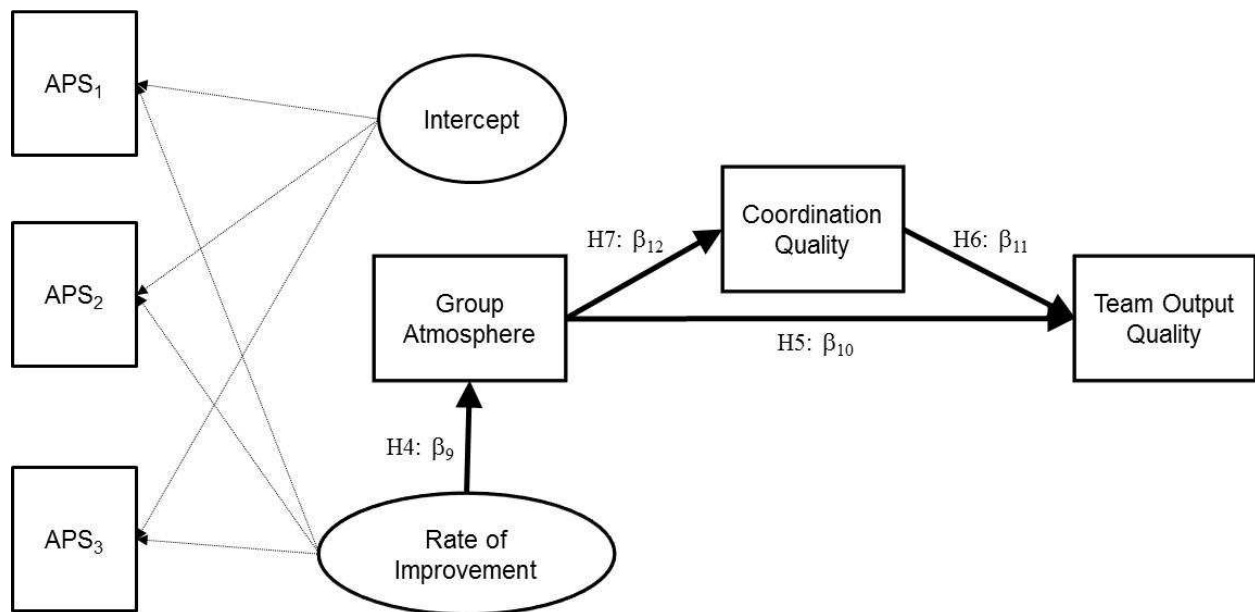 APS₁
Intercept
Coordination
Quality
H7: β₁₂
H6: β₁₁
APS₂
Group
Atmosphere
Team Output
Quality
H5: β₁₀
H4: β₉
APS₃
Rate of
Improvement